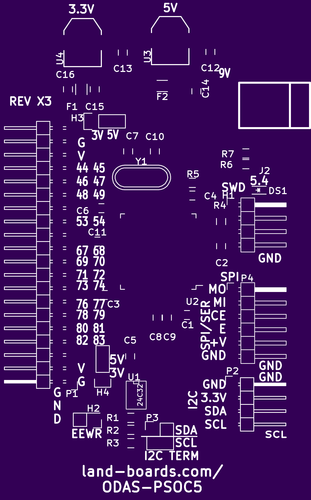 3.3V 5V
U4 U3
C13 C12
9V
C16
F1 C15 F2 C14
REV X3
H3
3V 5V
C7 C10
G
V
Y1
R7
R6
44 45
46 47
48 49
R5
J2
5.4
SWD
DS1
H1
C4
R4
C6
53 54
C11
C2
GND
67 68
69 70
71 72
73 74
SPI
P4
76 77
78 79
80 81
82 83
C3
U2
C1
C8 C9
SPI/SER
MO
MI
CE
E
+V
GND
5V
3V
C5
V
G
P1
H4
U1
24C32
GND
GND
P2
I2C
GND
3.3V
SDA
SCL
SCL
GND
H2
EEWR
R1
R2
R3
P3
SDA
SCL
I2C TERM
land-boards.com/
ODAS-PSOC5